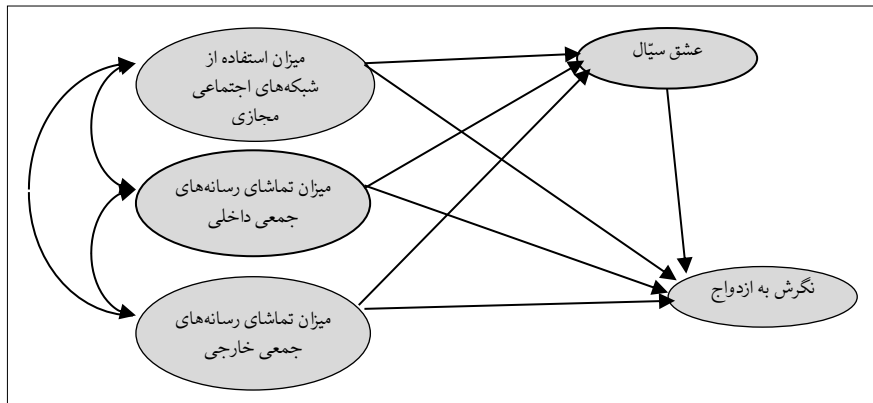 میزان استفاده از
شبکه‌های اجتماعی
مجازی
عشق سیّال
میزان تماشای رسانه‌های
جمعی داخلی
نگرش به ازدواج
میزان تماشای رسانه‌های
جمعی خارجی